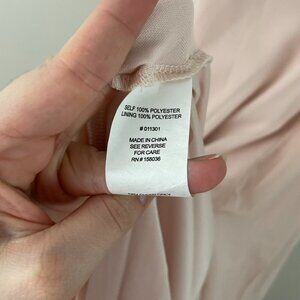 SELF 100% POLYESTER
LINING 100% POLYESTER
# 011301
MADE IN CHINA
SEE REVERSE
FOR CARE
RN # 158036